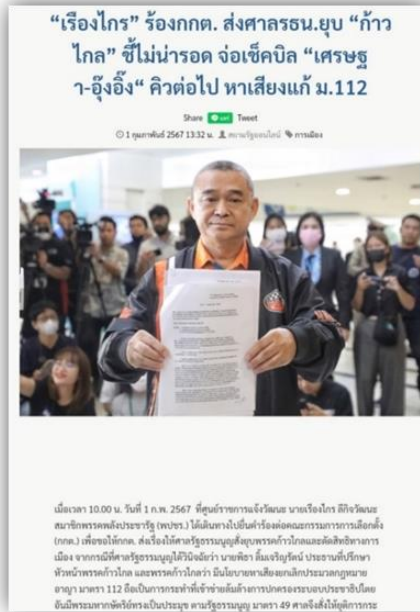 “เรืองไกร” ร้องกกต. ส่งศาลรธน.ยุบ “ก้าว
ไกล” ชี้ไม่น่ารอด จ่อเช็คบิล “เศรษฐ
า-อุ๊งอิ๊ง“ คิวต่อไป หาเสียงแก้ ม.112
Share แชร์ Tweet
1 กุมภาพันธ์ 2567 13:32 น. สยามรัฐออนไลน์ การเมือง
เมื่อเวลา 10.00 น. วันที่ 1 ก.พ. 2567 ที่ศูนย์ราชการแจ้งวัฒนะ นายเรืองไกร ลีกิจวัฒนะ
สมาชิกพรรคพลังประชารัฐ (พปชร.) ได้เดินทางไปยื่นคำร้องต่อคณะกรรมการการเลือกตั้ง
(กกต.) เพื่อขอให้กกต. ส่งเรื่องให้ศาลรัฐธรรมนูญสั่งยุบพรรคก้าวไกลและตัดสิทธิทางการ
เมือง จากกรณีที่ศาลรัฐธรรมนูญได้วินิจฉัยว่า นายพิธา ลิ้มเจริญรัตน์ ประธานที่ปรึกษา
หัวหน้าพรรคก้าวไกล และพรรคก้าวไกลว่า มีนโยบายหาเสียงยกเลิกประมวลกฎหมาย
อาญา มาตรา 112 ถือเป็นการกระทำที่เข้าข่ายล้มล้างการปกครองระบอบประชาธิปไตย
อันมีพระมหากษัตริย์ทรงเป็นประมุข ตามรัฐธรรมนูญ มาตรา 49 ศาลจึงสั่งให้เลิกการกระ